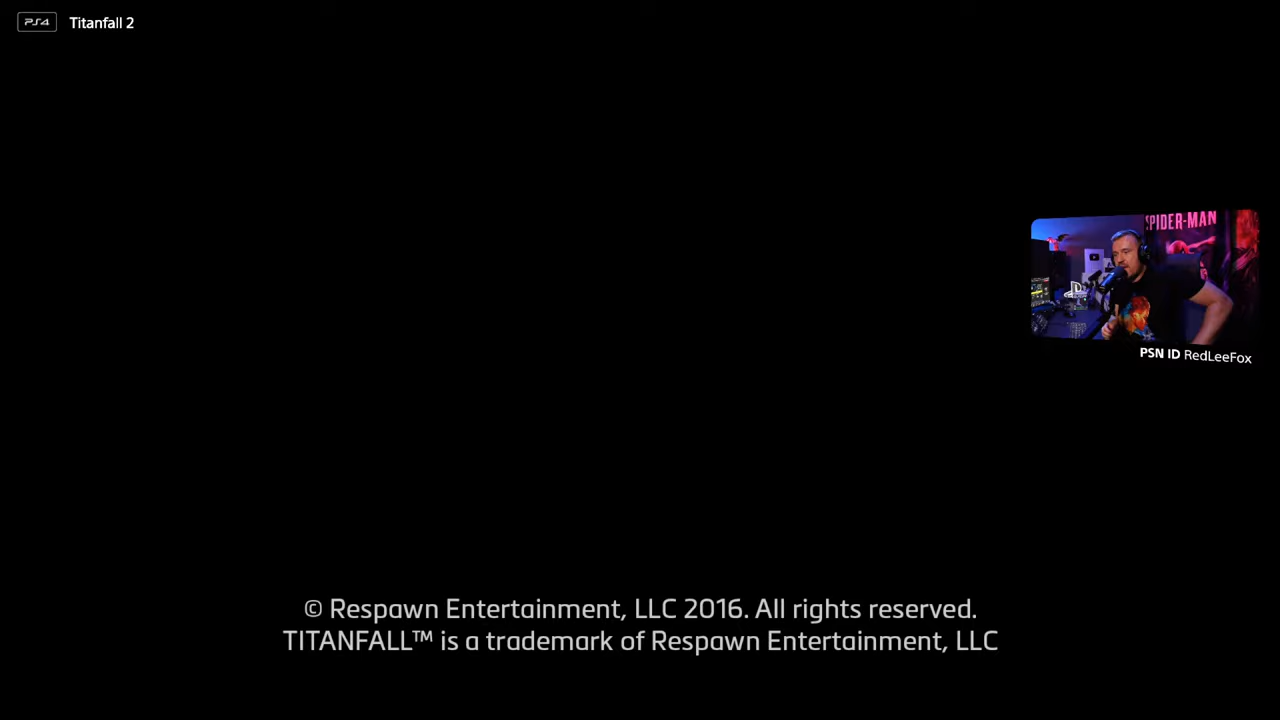 PS4 Titanfall 2
SPIDER-MAN
PSN ID RedLeeFox
© Respawn Entertainment, LLC 2016. All rights reserved.
TITANFALL™ is a trademark of Respawn Entertainment, LLC